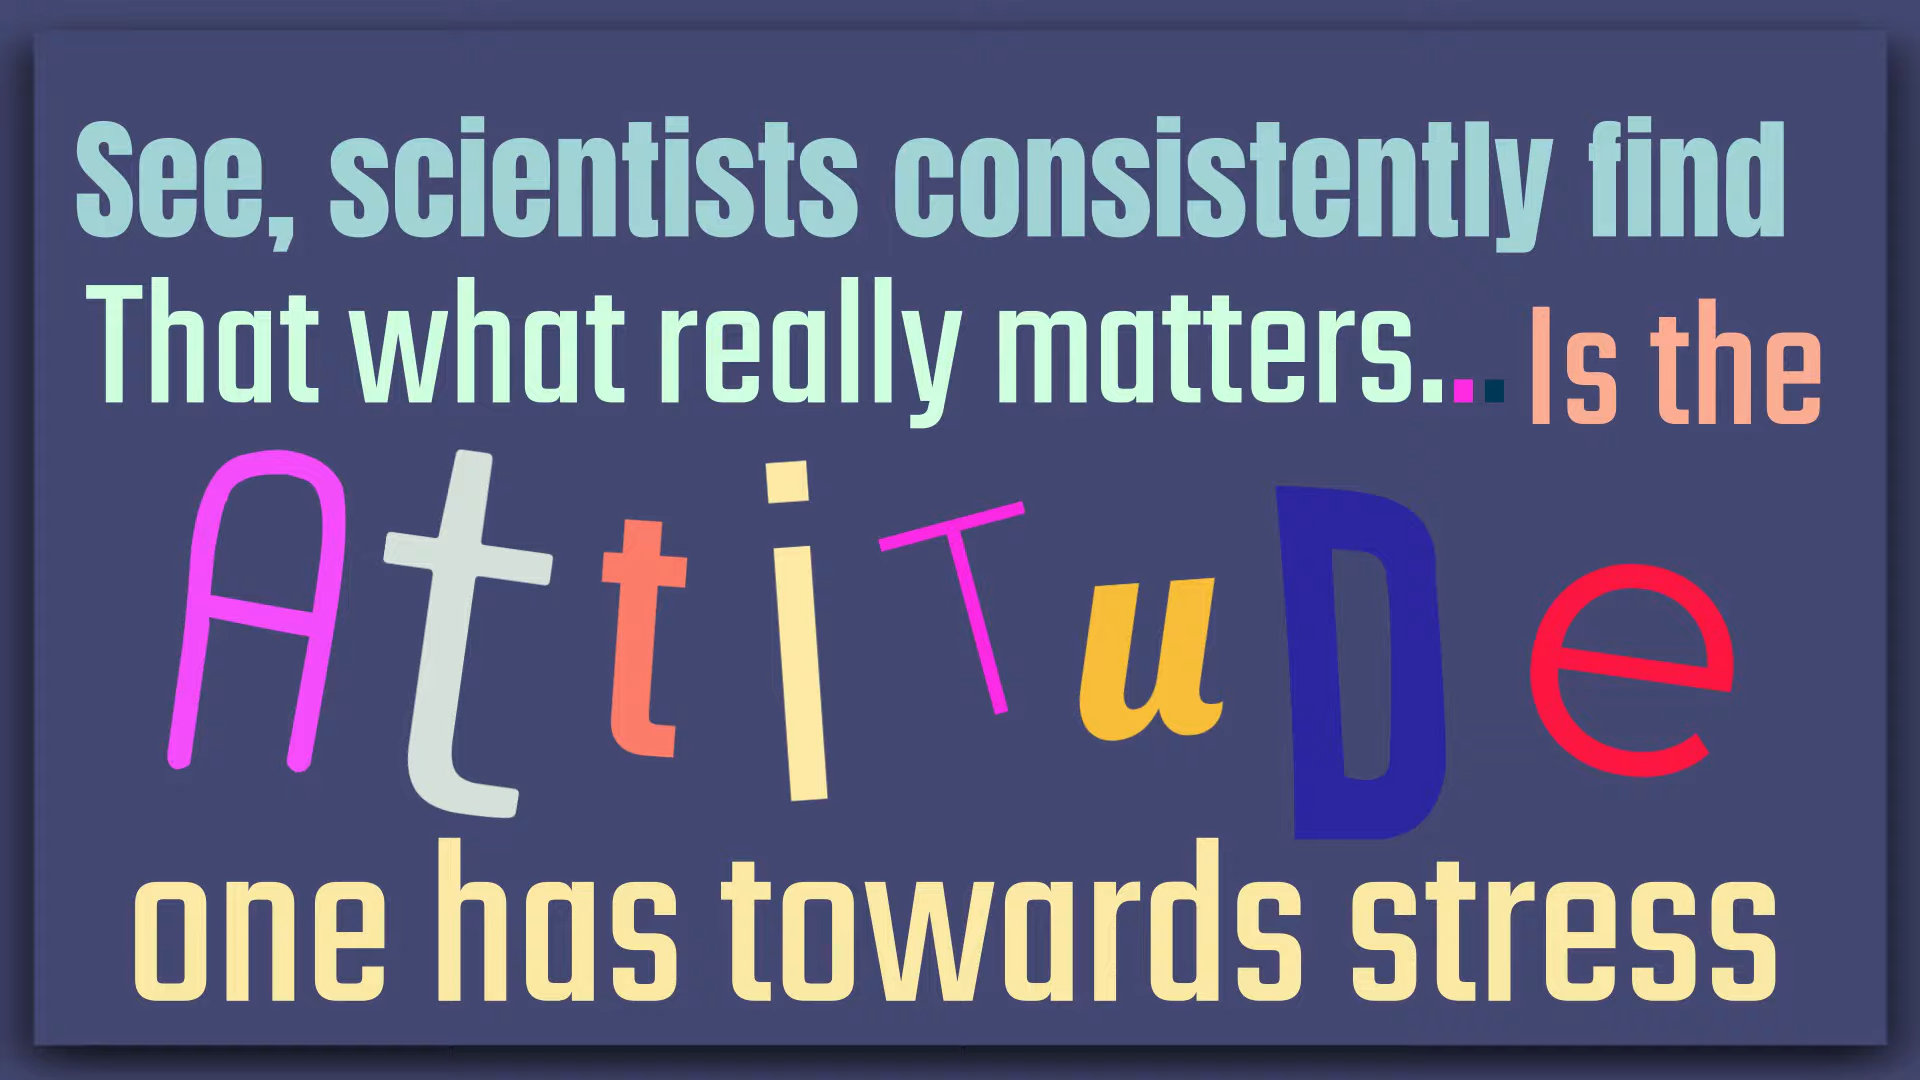 See, scientists consistently find
That what really matters... Is the
AttiTuDe
one has towards stress